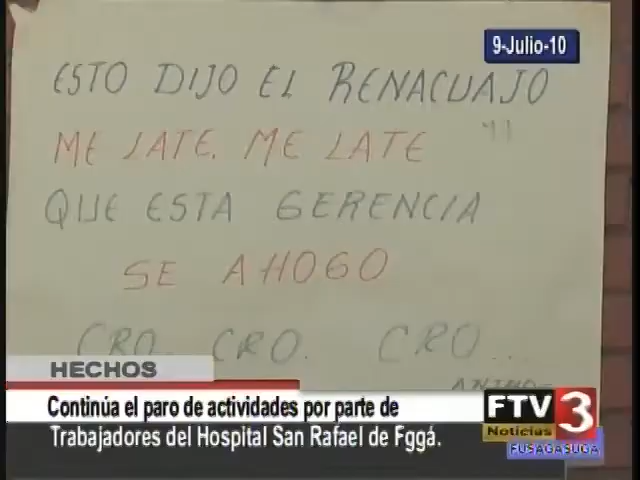 9-Julio-10
ESTO DIJO EL RENACUAJO
ME LATE, ME LATE
QUE ESTA GERENCIA
SE AHOGO
CRO. CRO. CRO...
HECHOS
Continúa el paro de actividades por parte de
Trabajadores del Hospital San Rafael de Fggá.
FTV 3
Noticias
FUSAGASUGA